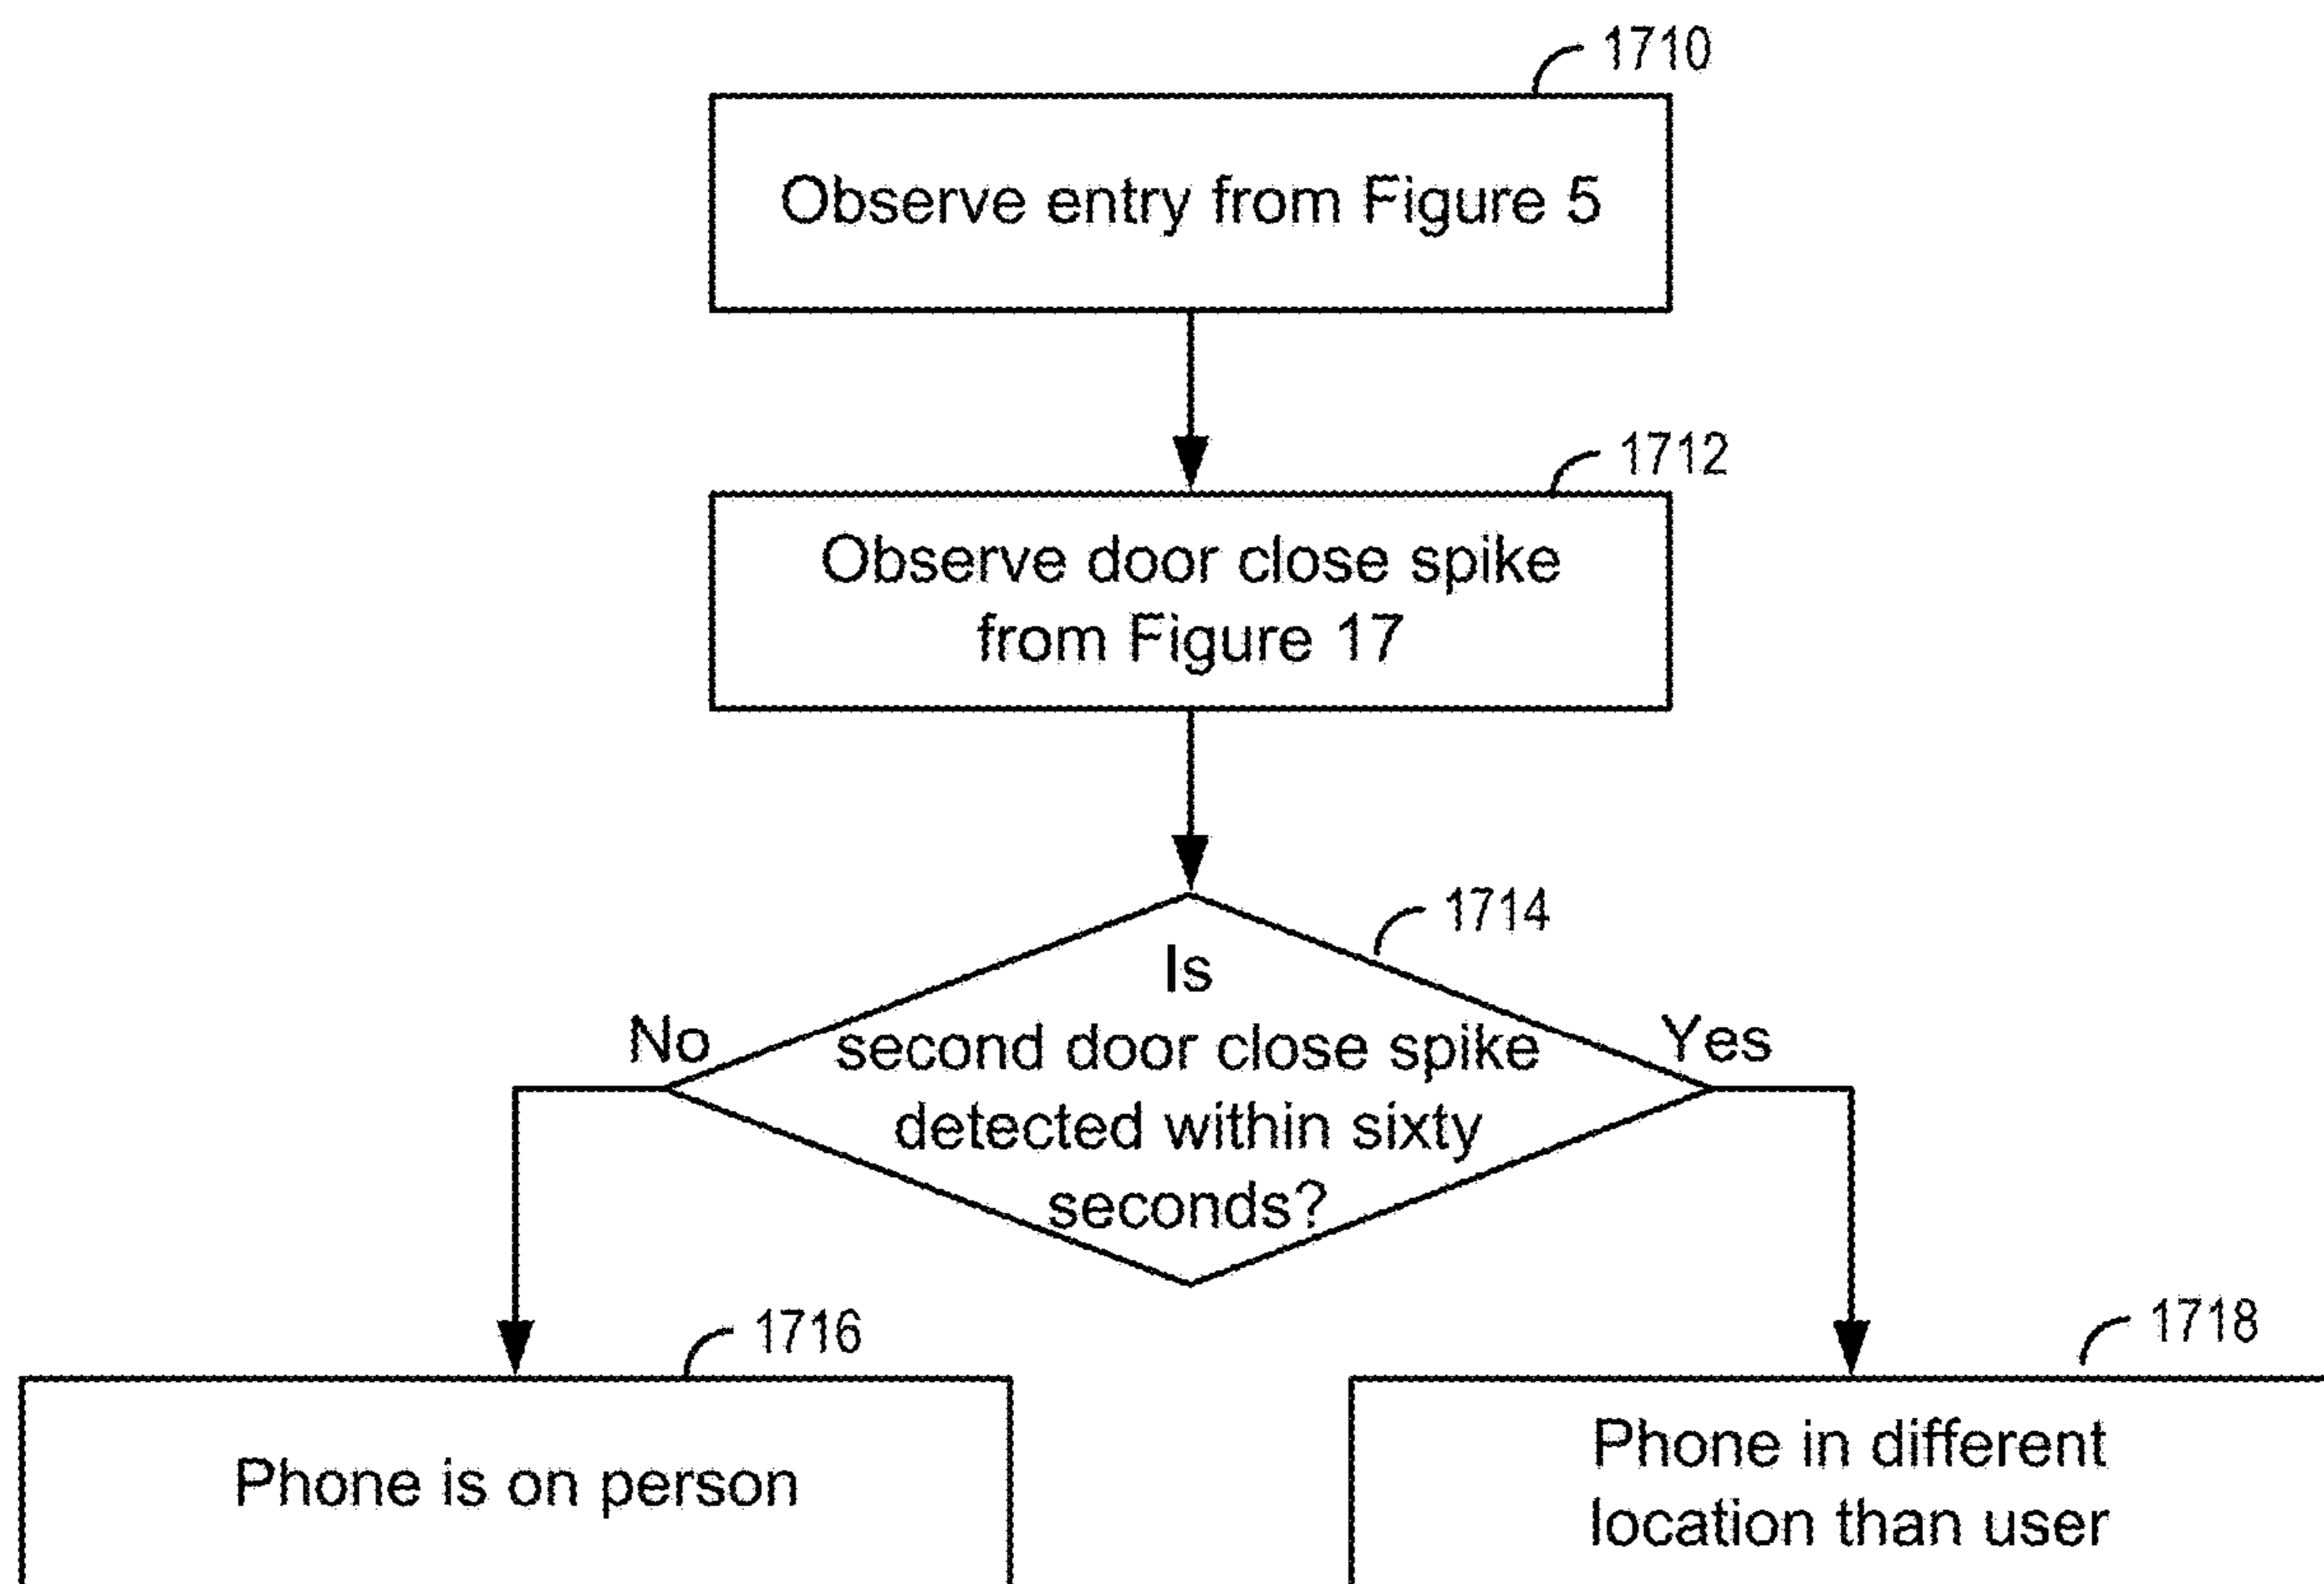 1710
Observe entry from Figure 5
1712
Observe door close spike
from Figure 17
1714
Is
second door close spike
detected within sixty
seconds?
No
Yes
1716
Phone is on person
1718
Phone in different
location than user